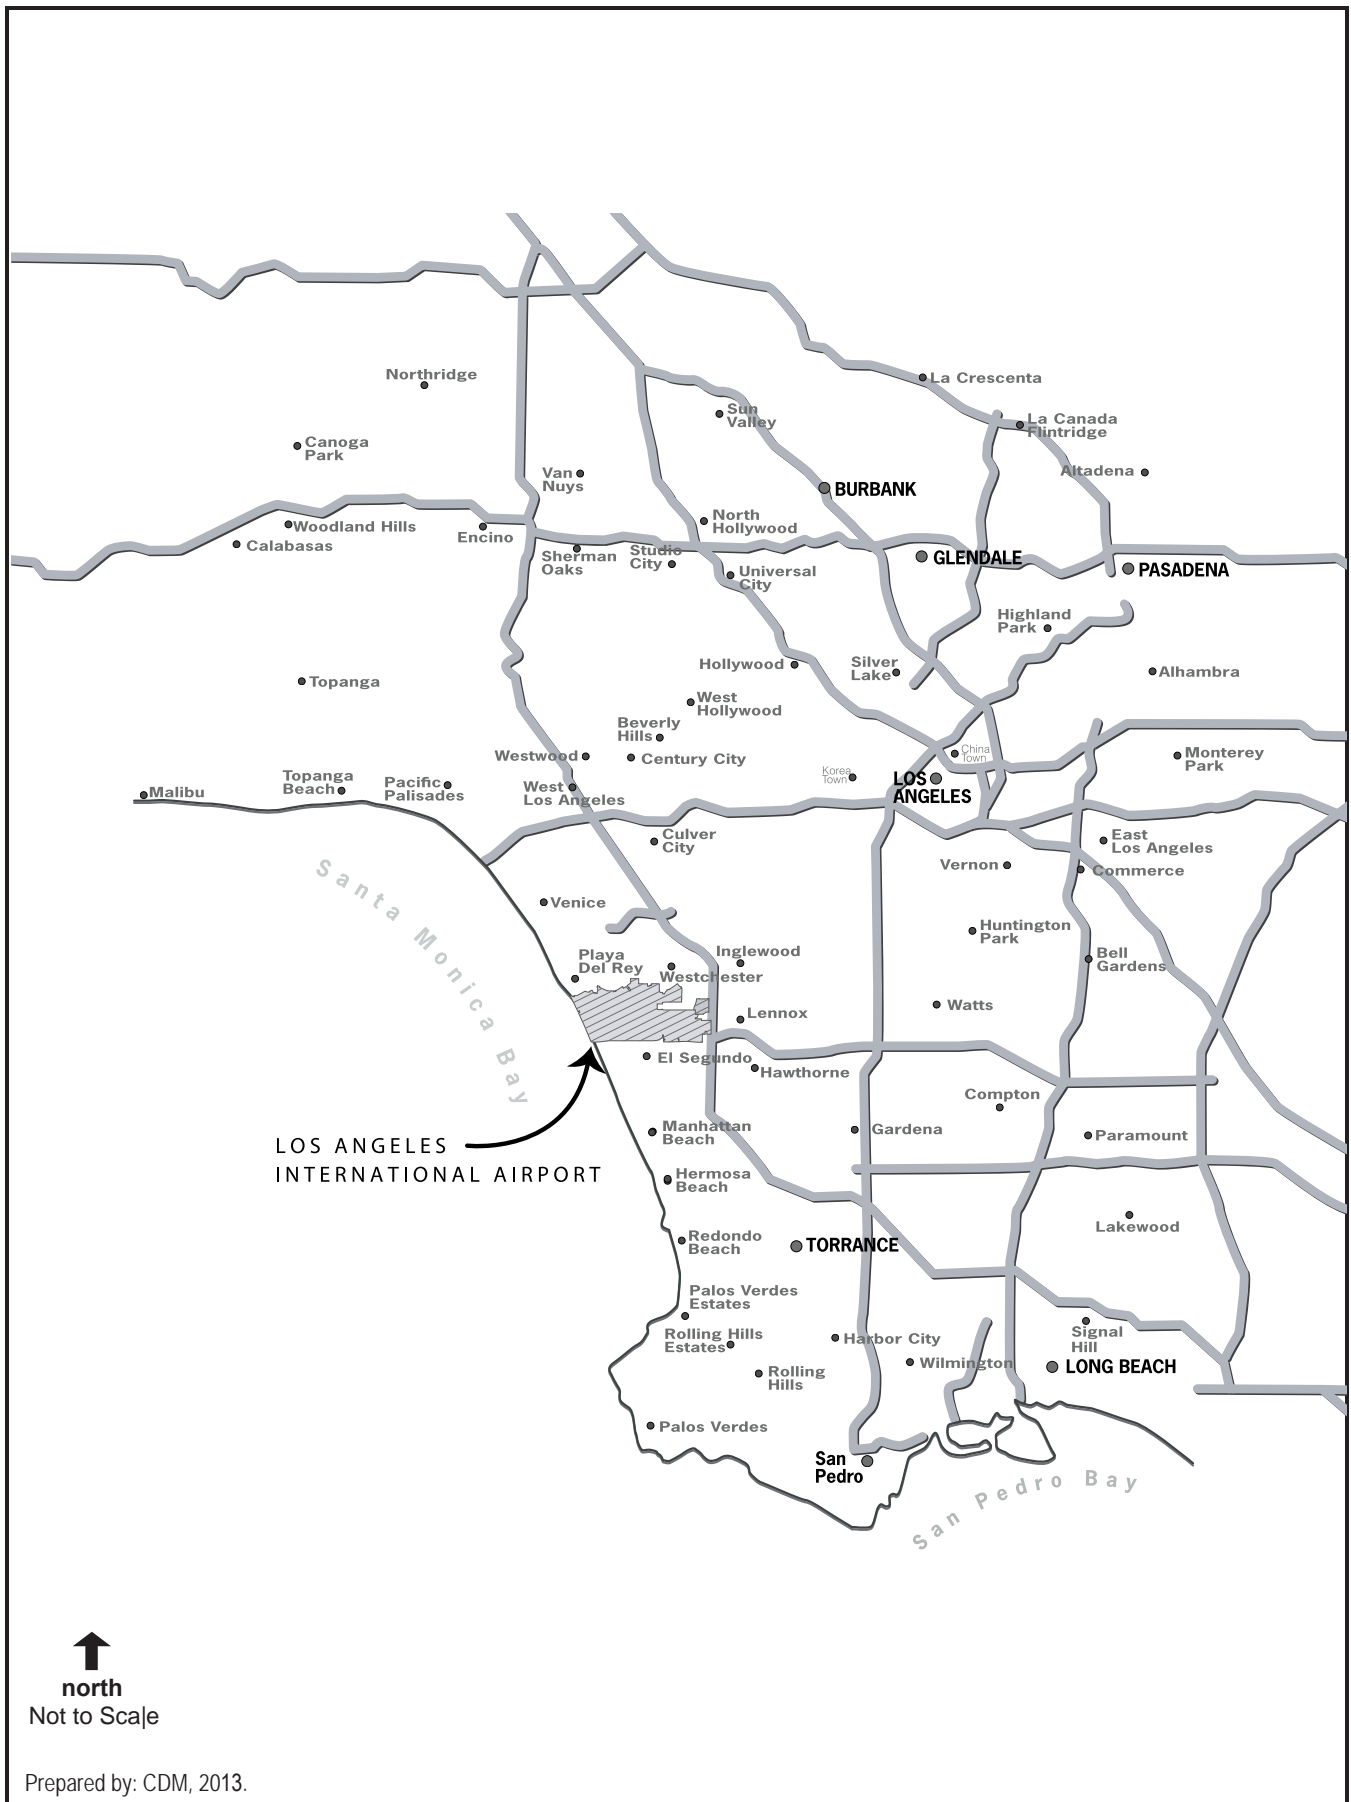 Northridge
La Crescenta
Sun
Valley
La Canada
Flintridge
Canoga
Park
Altadena
Van
Nuys
BURBANK
North
Hollywood
Woodland Hills
Encino
Calabasas
Sherman
Oaks
Studio
City
GLENDALE
PASADENA
Universal
City
Highland
Park
Hollywood
Silver
Lake
Alhambra
Topanga
West
Hollywood
Beverly
Hills
Westwood
Century City
China
Town
Monterey
Park
Korea
Town
LOS
ANGELES
Topanga
Beach
Pacific
Palisades
Malibu
West
Los Angeles
Culver
City
East
Los Angeles
Vernon
Commerce
Santa Monica Bay
Venice
Huntington
Park
Playa
Del Rey
Inglewood
Westchester
Bell
Gardens
Watts
Lennox
El Segundo
Hawthorne
Compton
LOS ANGELES
INTERNATIONAL AIRPORT
Manhattan
Beach
Gardena
Paramount
Hermosa
Beach
Lakewood
Redondo
Beach
TORRANCE
Palos Verdes
Estates
Rolling Hills
Estates
Harbor City
Signal
Hill
Wilmington
LONG BEACH
Rolling
Hills
Palos Verdes
San
Pedro
San Pedro Bay
north
Not to Scale
Prepared by: CDM, 2013.